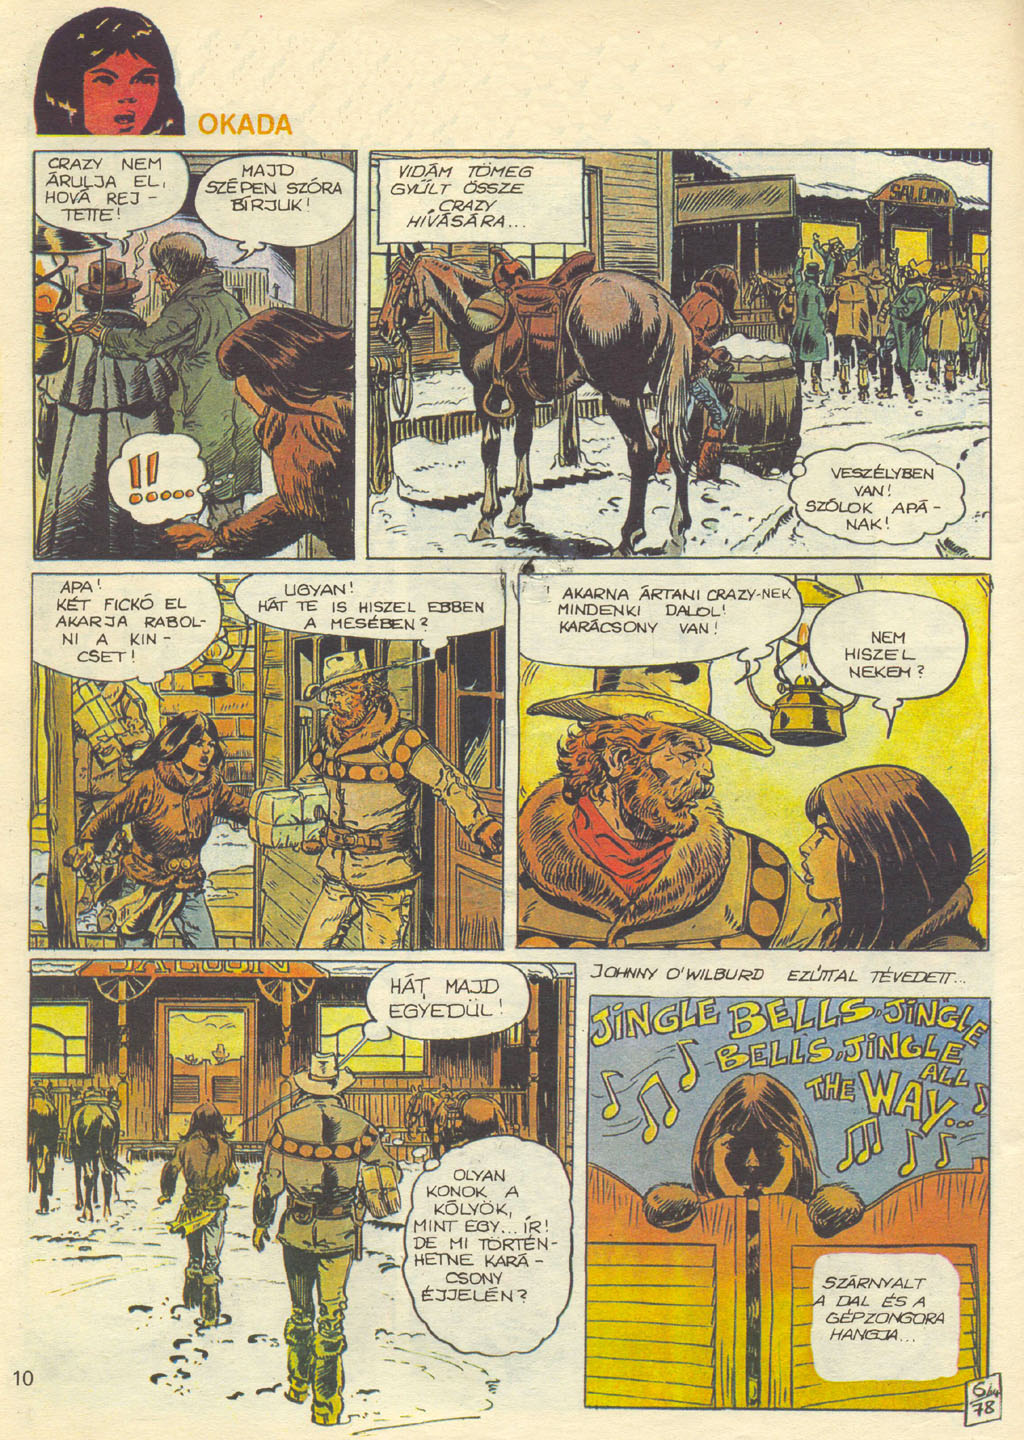 OKADA
CRAZY NEM
ÁRULJA EL,
HOVÁ REJ-
TETTE!
MAJD
SZÉPEN SZÓRA
BÍRJUK!
!!......
VIDÁM TÖMEG
GYŰLT ÖSSZE
CRAZY
HÍVÁSÁRA...
SALOON
VESZÉLYBEN
VAN!
SZÓLOK APÁ-
NAK!
APA!
KÉT FICKÓ EL
AKARJA RABOL-
NI A KIN-
CSET!
UGYAN!
HÁT TE IS HISZEL EBBEN
A MESÉBEN?
! AKARNA ÁRTANI CRAZY-NEK
MINDENKI DALOL!
KARÁCSONY VAN!
NEM
HISZEL
NEKEM?
SALOON
HÁT, MAJD
EGYEDÜL!
OLYAN
KONOK A
KÖLYÖK,
MINT EGY... ÍR!
DE MI TÖRTÉN-
HETNE KARÁ-
CSONY
ÉJJELÉN?
JOHNNY O'WILBURD EZÚTTAL TÉVEDETT...
JINGLE BELLS, JINGLE
BELLS, JINGLE
ALL
THE WAY...
SZÁRNYALT
A DAL ÉS A
GÉPZONGORA
HANGJA...
10
6/14
78